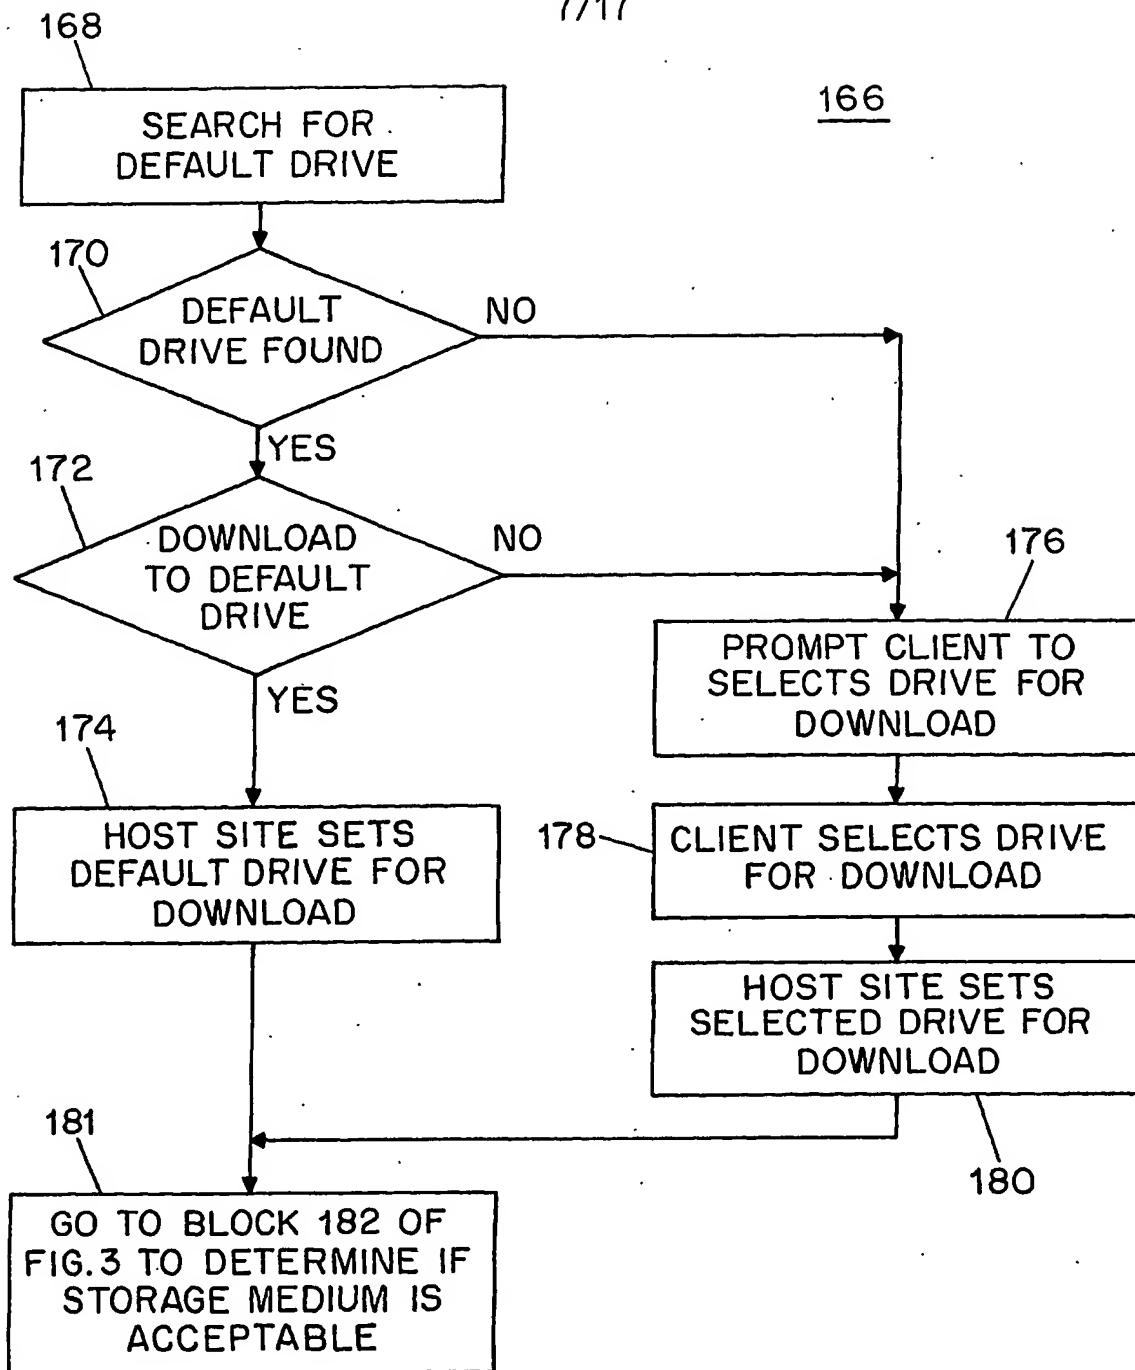 7/17
168
166
SEARCH FOR
DEFAULT DRIVE
170
DEFAULT
DRIVE FOUND
NO
YES
172
DOWNLOAD
TO DEFAULT
DRIVE
NO
YES
176
PROMPT CLIENT TO
SELECTS DRIVE FOR
DOWNLOAD
174
HOST SITE SETS
DEFAULT DRIVE FOR
DOWNLOAD
178
CLIENT SELECTS DRIVE
FOR DOWNLOAD
HOST SITE SETS
SELECTED DRIVE FOR
DOWNLOAD
180
181
GO TO BLOCK 182 OF
FIG.3 TO DETERMINE IF
STORAGE MEDIUM IS
ACCEPTABLE